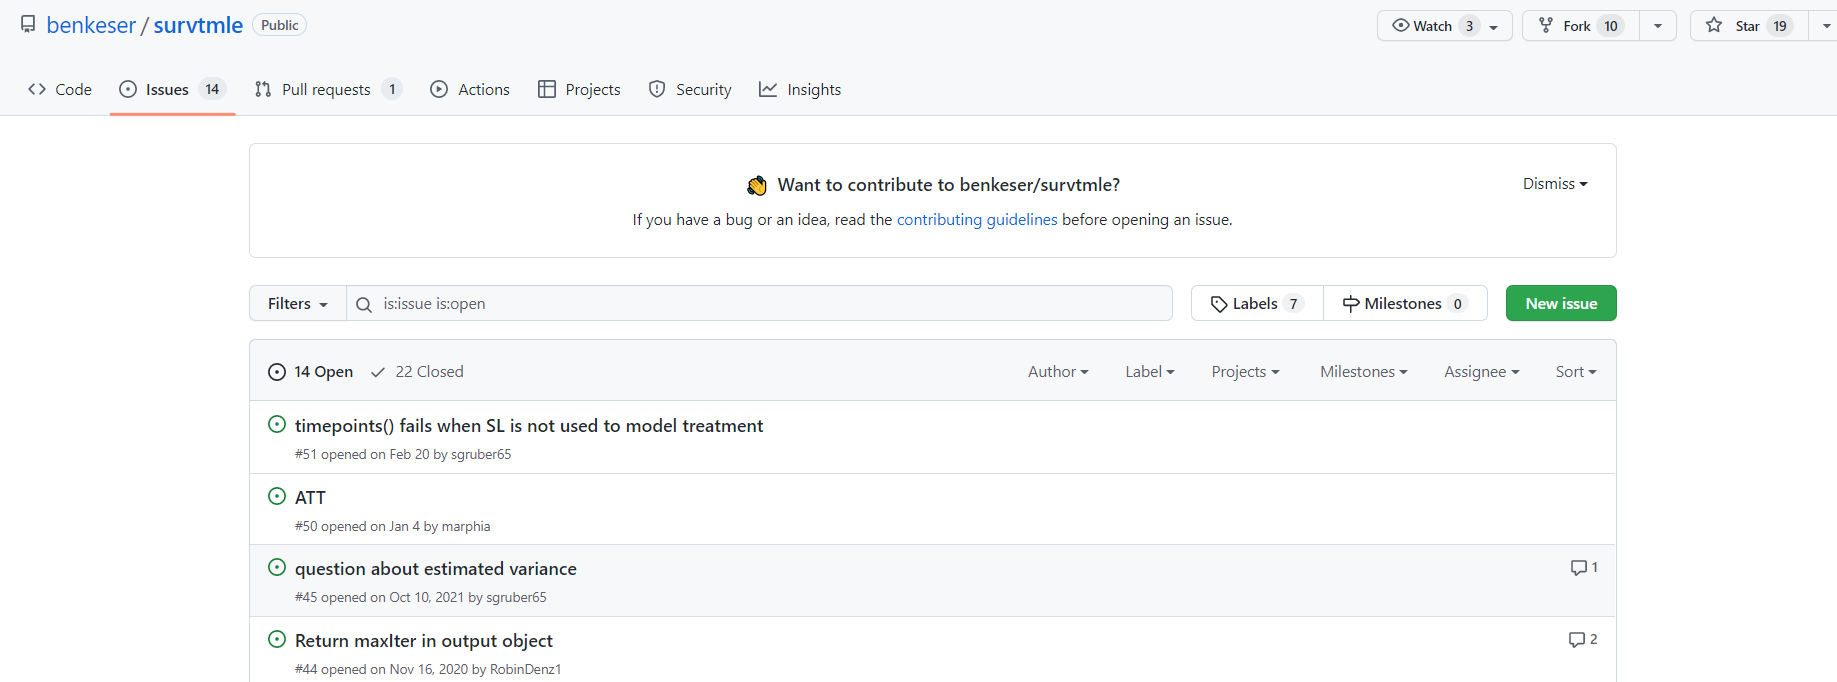 benkeser / survtmle Public Watch 3 Fork 10 Star 19
Code Issues 14 Pull requests 1 Actions Projects Security Insights
Want to contribute to benkeser/survtmle? Dismiss
If you have a bug or an idea, read the contributing guidelines before opening an issue.
Filters is:issue is:open Labels 7 Milestones 0 New issue
14 Open 22 Closed Author Label Projects Milestones Assignee Sort
timepoints() fails when SL is not used to model treatment
#51 opened on Feb 20 by sgruber65
ATT
#50 opened on Jan 4 by marphia
question about estimated variance 1
#45 opened on Oct 10, 2021 by sgruber65
Return maxIter in output object 2
#44 opened on Nov 16, 2020 by RobinDenz1